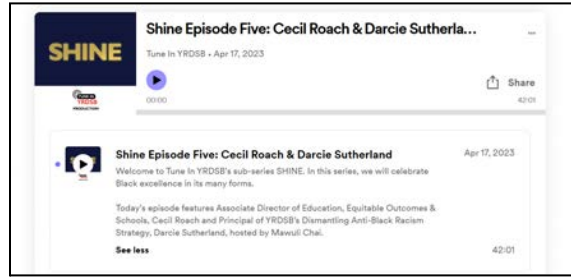 SHINE
TUNE IN
YRDSB
PRODUCTION
Shine Episode Five: Cecil Roach & Darcie Sutherla...
Tune In YRDSB • Apr 17, 2023
Share
00:00
42:01
Shine Episode Five: Cecil Roach & Darcie Sutherland
Apr 17, 2023
Welcome to Tune In YRDSB's sub-series SHINE. In this series, we will celebrate
Black excellence in its many forms.
Today's episode features Associate Director of Education, Equitable Outcomes &
Schools, Cecil Roach and Principal of YRDSB's Dismantling Anti-Black Racism
Strategy, Darcie Sutherland, hosted by Mawuli Chai.
See less
42:01